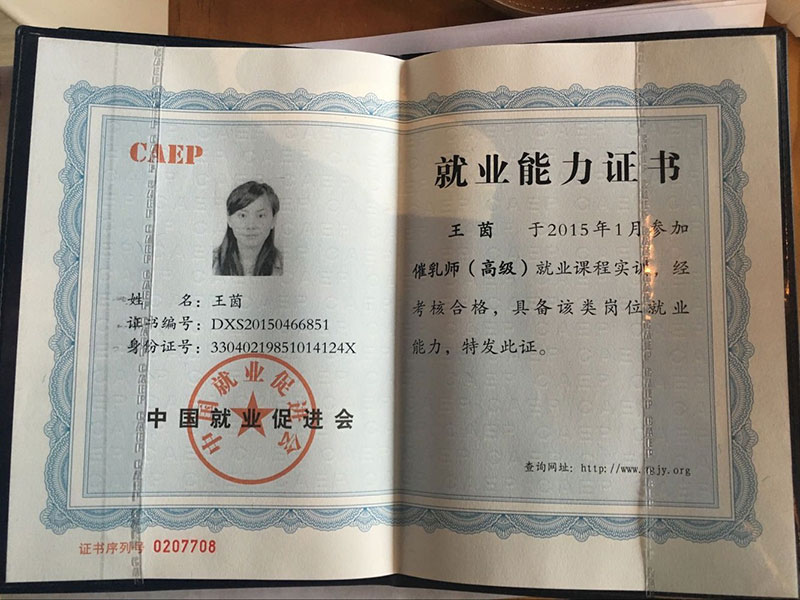 CAEP
姓 名：王茵
证书编号：DXS20150466851
身份证号：33040219851014124X
中国就业促进会
中国就业促进会
证书序列号 0207708
就业能力证书
王茵 于2015年1月参加
催乳师（高级）就业课程实训，经
考核合格，具备该类岗位就业
能力，特发此证。
查询网址：http://www.